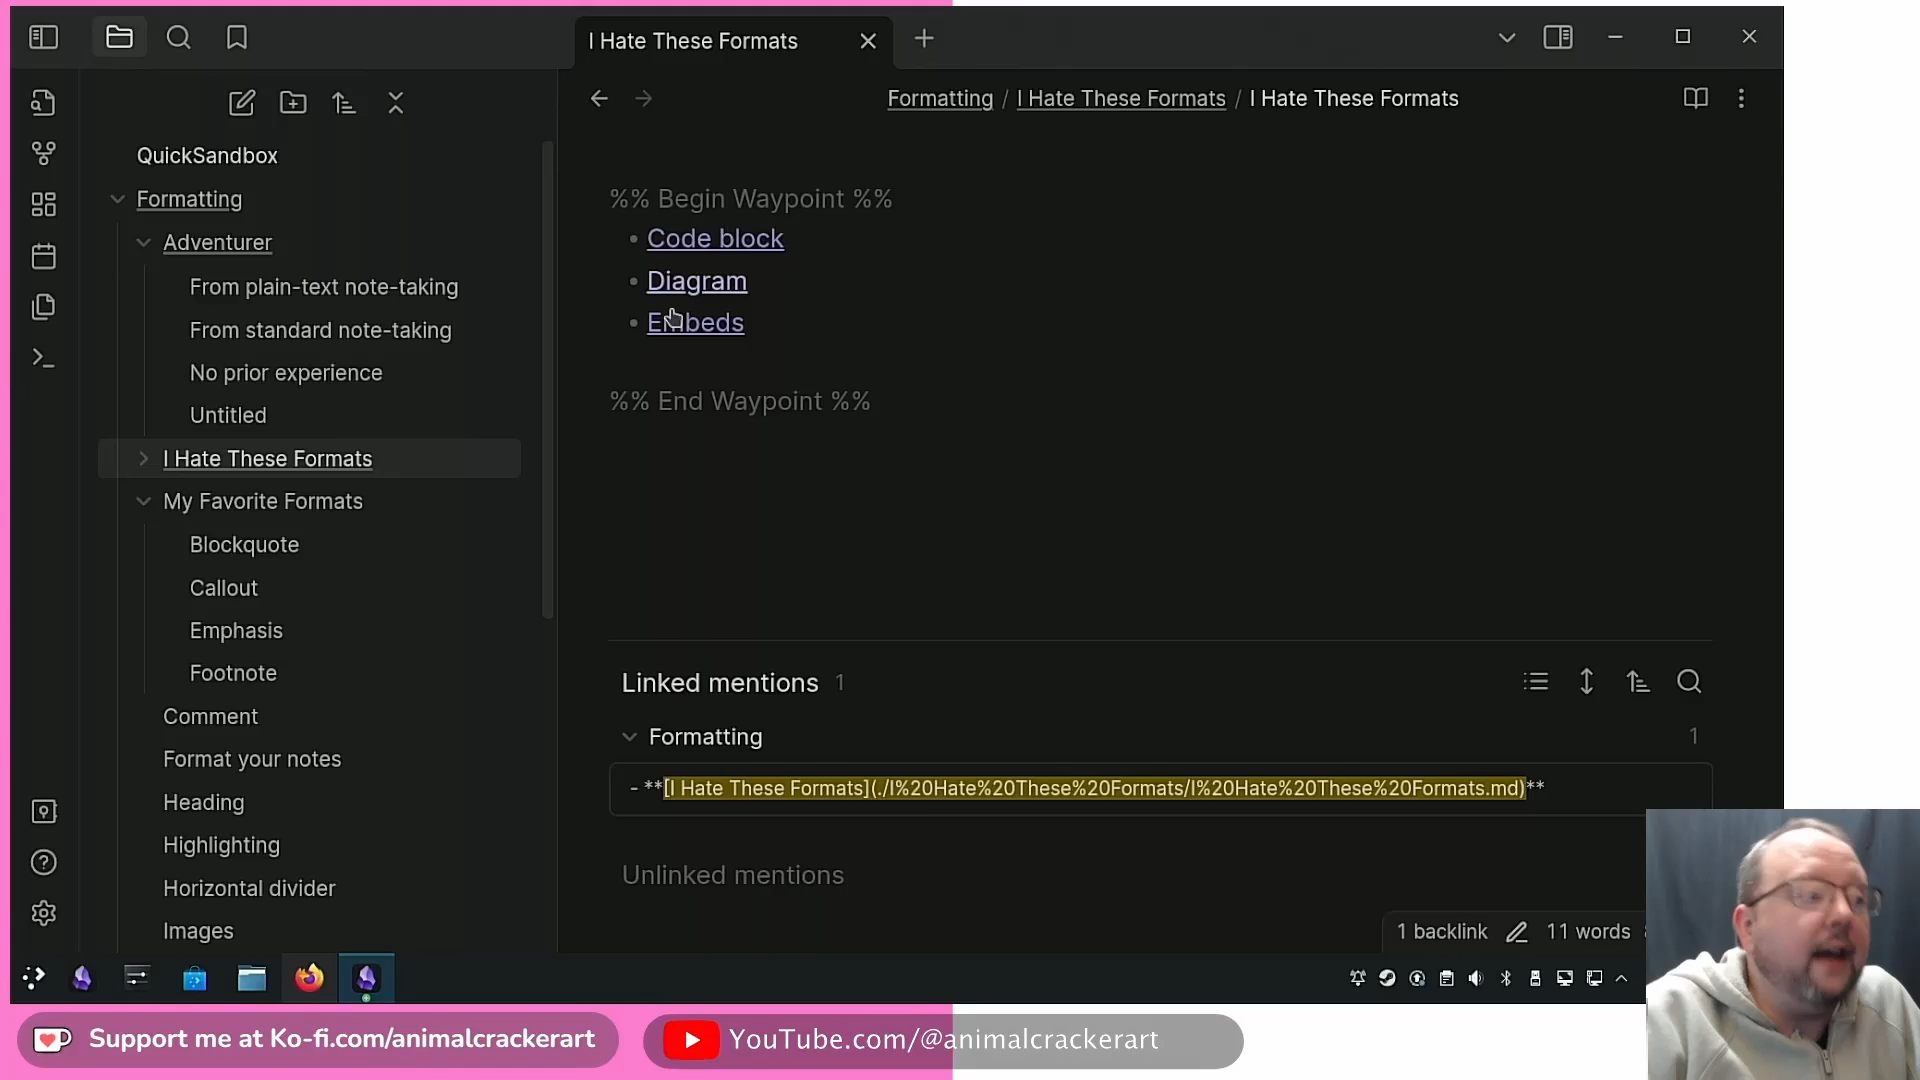 I Hate These Formats
Formatting / I Hate These Formats / I Hate These Formats
QuickSandbox
Formatting
Adventurer
From plain-text note-taking
From standard note-taking
No prior experience
Untitled
I Hate These Formats
My Favorite Formats
Blockquote
Callout
Emphasis
Footnote
Comment
Format your notes
Heading
Highlighting
Horizontal divider
Images
%% Begin Waypoint %%
Code block
Diagram
Embeds
%% End Waypoint %%
Linked mentions 1
Formatting 1
- **[I Hate These Formats](./I%20Hate%20These%20Formats/I%20Hate%20These%20Formats.md)**
Unlinked mentions
1 backlink 11 words
Support me at Ko-fi.com/animalcrackerart
YouTube.com/@animalcrackerart